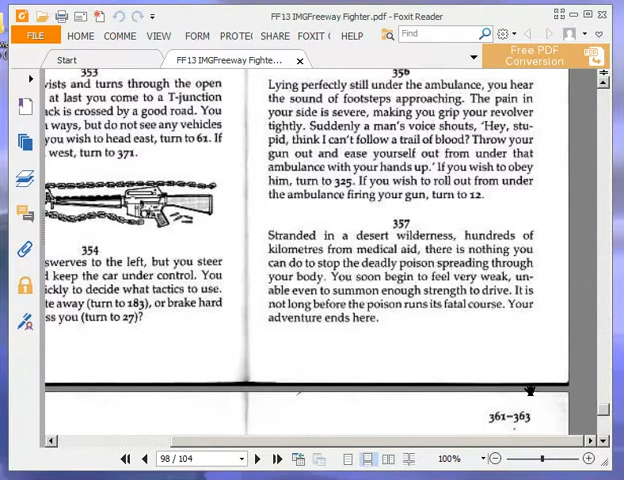 FF13 IMGFreeway Fighter.pdf - Foxit Reader
FILE HOME COMME FORM PROTE SHARE FOXIT C HELP Find
Start FF13 IMGFreeway Fighte... Free PDF
Conversion
353
vists and turns through the open
at last you come to a T-junction
ack is crossed by a good road. You
ways, but do not see any vehicles
you wish to head east, turn to 61. If
west, turn to 371.
354
swerves to the left, but you steer
keep the car under control. You
ickly to decide what tactics to use.
te away (turn to 183), or brake hard
ss you (turn to 27)?
356
Lying perfectly still under the ambulance, you hear
the sound of footsteps approaching. The pain in
your side is severe, making you grip your revolver
tightly. Suddenly a man's voice shouts, 'Hey, stu-
pid, think I can't follow a trail of blood? Throw your
gun out and ease yourself out from under that
ambulance with your hands up.' If you wish to obey
him, turn to 325. If you wish to roll out from under
the ambulance firing your gun, turn to 12.
357
Stranded in a desert wilderness, hundreds of
kilometres from medical aid, there is nothing you
can do to stop the deadly poison spreading through
your body. You soon begin to feel very weak, un-
able even to summon enough strength to drive. It is
not long before the poison runs its fatal course. Your
adventure ends here.
361–363
98 / 104 100%